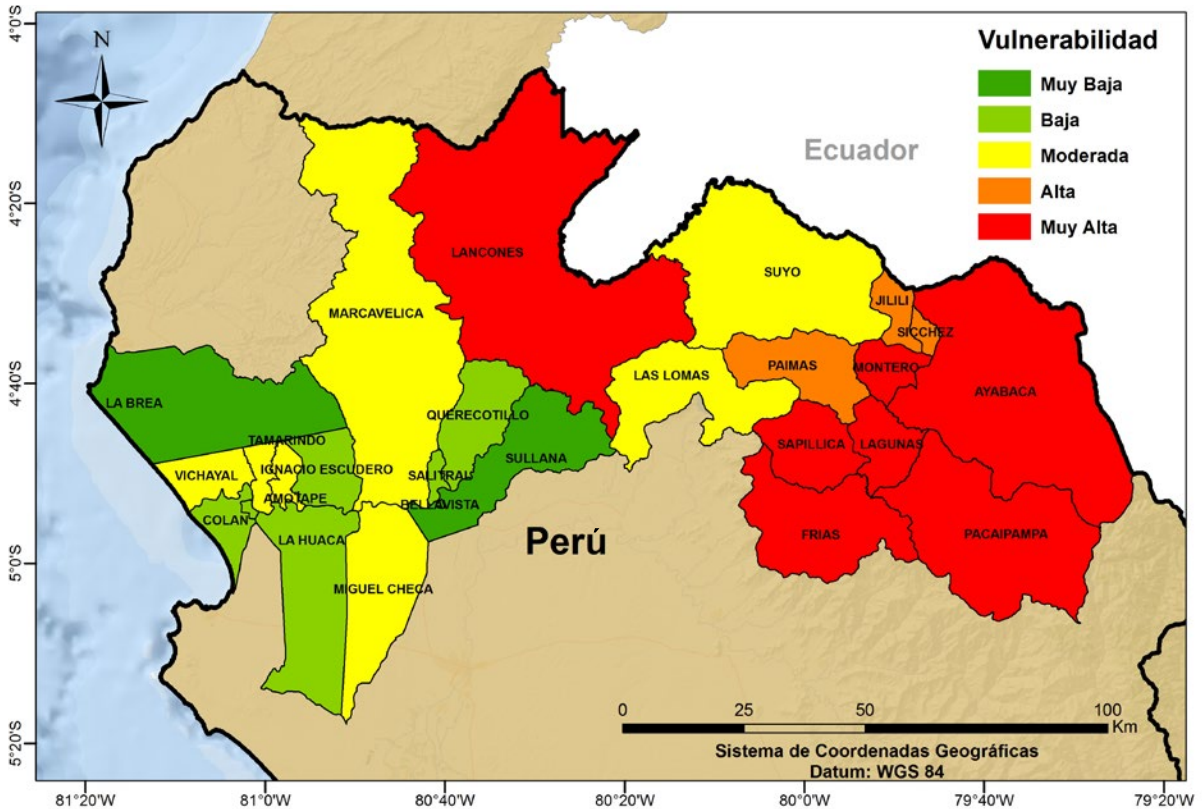 4°0'S
4°20'S
4°40'S
5°0'S
5°20'S
N
Vulnerabilidad
Muy Baja
Baja
Moderada
Alta
Muy Alta
Ecuador
LANCONES
SUYO
JILILI
MARCAVELICA
SICCHEZ
PAIMAS
MONTERO
LAS LOMAS
AYABACA
LA BREA
QUERECOTILLO
TAMARINDO
SAPILLICA
LAGUNAS
SULLANA
IGNACIO ESCUDERO
VICHAYAL
SALITRAL
AMOTAPE
BELLAVISTA
COLAN
LA HUACA
Perú
FRIAS
PACAIPAMPA
MIGUEL CHECA
0 25 50 100
Km
Sistema de Coordenadas Geográficas
Datum: WGS 84
81°20'W 81°0'W 80°40'W 80°20'W 80°0'W 79°40'W 79°20'W